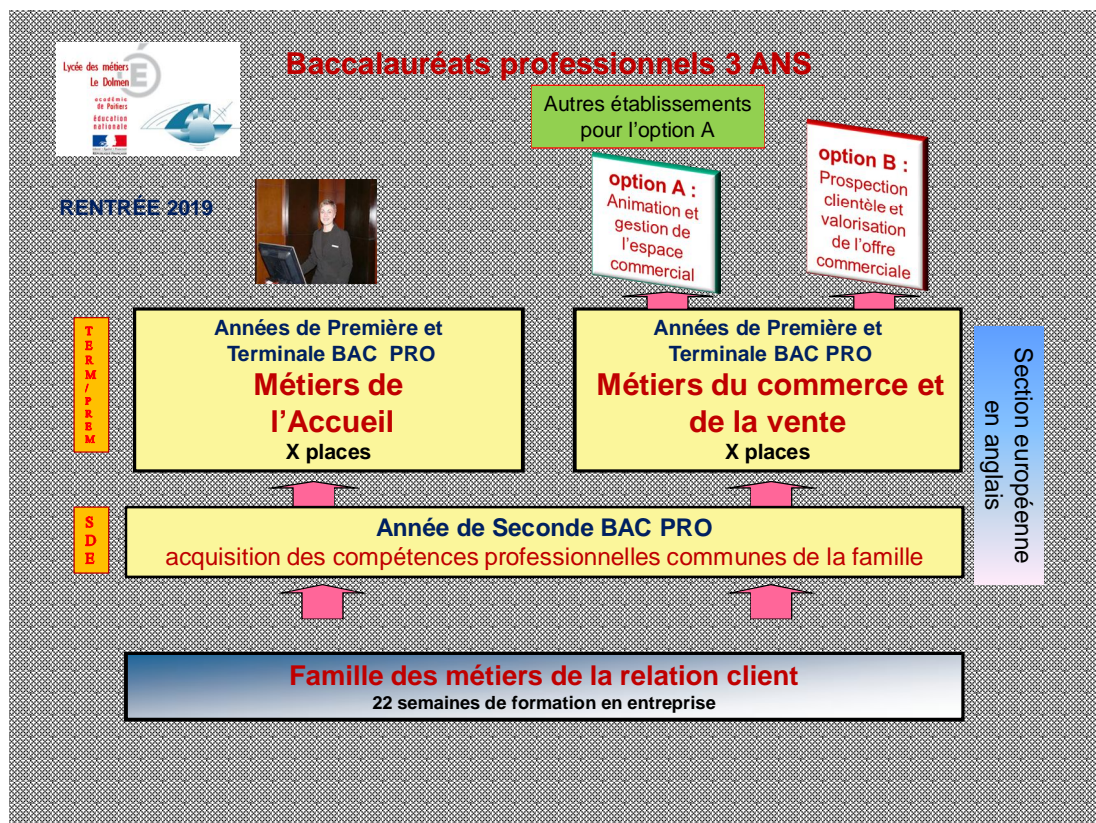 Baccalauréats professionnels 3 ANS
Lycée des métiers
Le Dolmen
académie
de Poitiers
éducation
nationale
Autres établissements
pour l'option A
RENTREE 2019
option A :
Animation et
gestion de
l'espace
commercial
option B :
Prospection
clientèle et
valorisation
de l'offre
commerciale
TERM/PREM
Années de Première et
Terminale BAC PRO
Métiers de
l'Accueil
X places
Années de Première et
Terminale BAC PRO
Métiers du commerce et
de la vente
X places
Section européenne
en anglais
SDE
Année de Seconde BAC PRO
acquisition des compétences professionnelles communes de la famille
Famille des métiers de la relation client
22 semaines de formation en entreprise